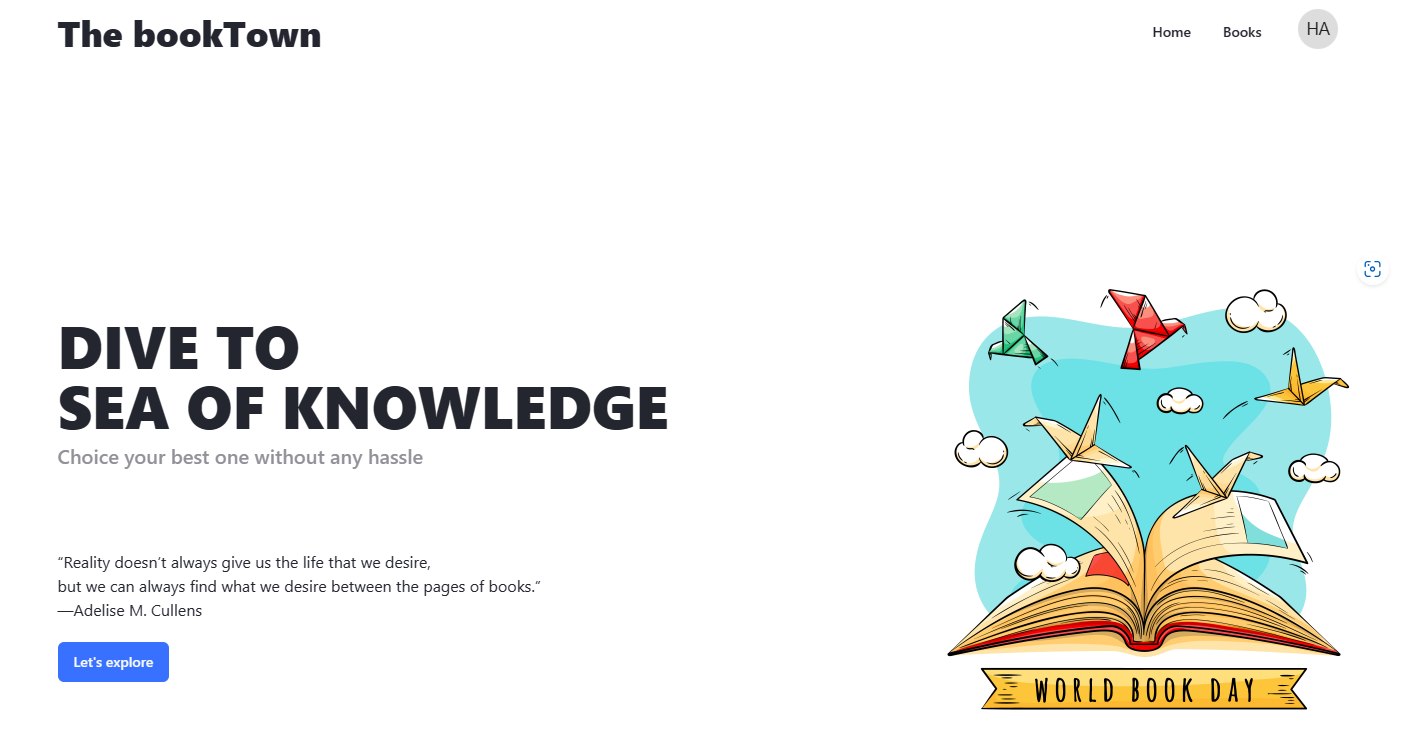 The bookTown
Home
Books
HA
DIVE TO
SEA OF KNOWLEDGE
Choice your best one without any hassle
“Reality doesn’t always give us the life that we desire,
but we can always find what we desire between the pages of books.”
—Adelise M. Cullens
Let's explore
WORLD BOOK DAY